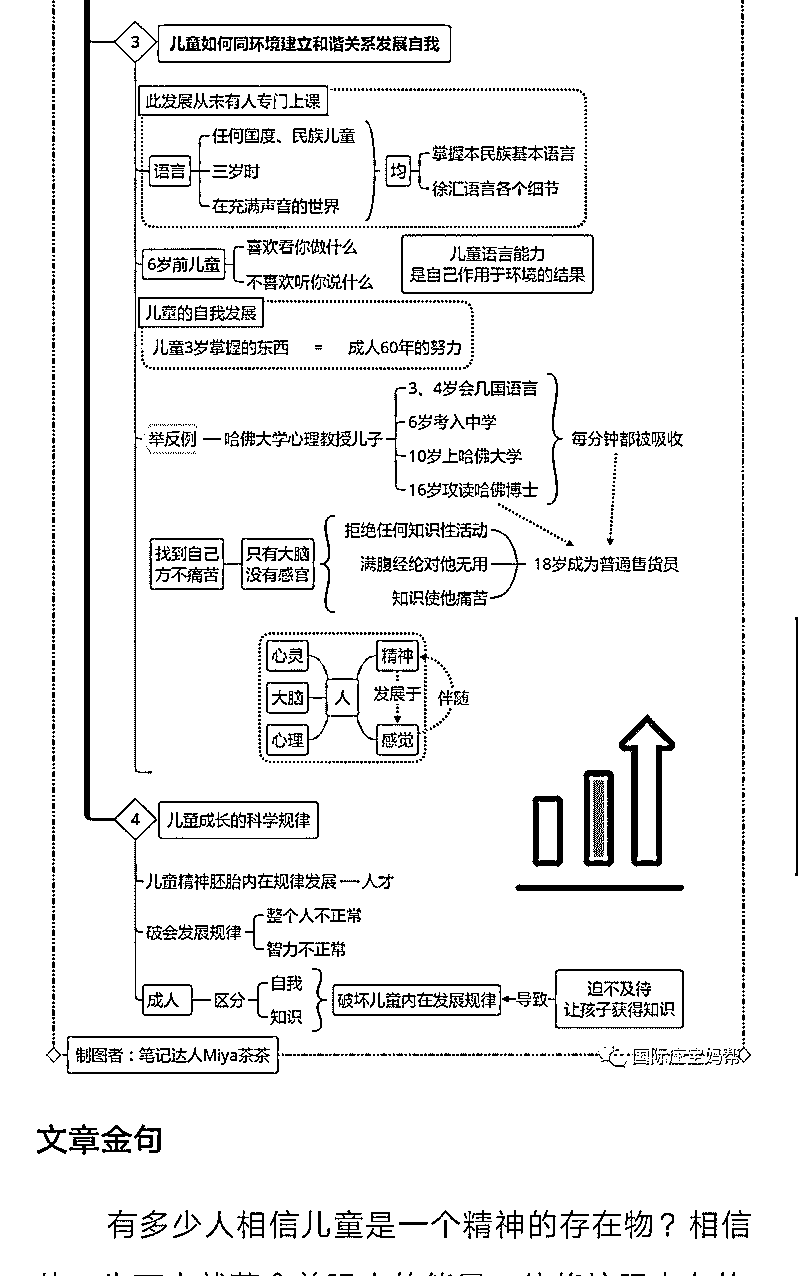 3 儿童如何同环境建立和谐关系发展自我
此发展从未有人专门上课
语言
任何国度、民族儿童
三岁时
在充满声音的世界
均
掌握本民族基本语言
徐汇语言各个细节
6岁前儿童
喜欢看你做什么
不喜欢听你说什么
儿童语言能力
是自己作用于环境的结果
儿童的自我发展
儿童3岁掌握的东西 = 成人60年的努力
举反例
哈佛大学心理教授儿子
3、4岁会几国语言
6岁考入中学
10岁上哈佛大学
16岁攻读哈佛博士
每分钟都被吸收
找到自己
方不痛苦
只有大脑
没有感官
拒绝任何知识性活动
满腹经纶对他无用
知识使他痛苦
18岁成为普通售货员
心灵
大脑
心理
人
精神
发展于
感觉
伴随
4 儿童成长的科学规律
儿童精神胚胎内在规律发展
人才
破会发展规律
整个人不正常
智力不正常
成人
区分
自我
知识
破坏儿童内在发展规律
导致
迫不及待
让孩子获得知识
制图者：笔记达人Miya茶茶
国际庄宝妈帮
文章金句
有多少人相信儿童是一个精神的存在物？相信